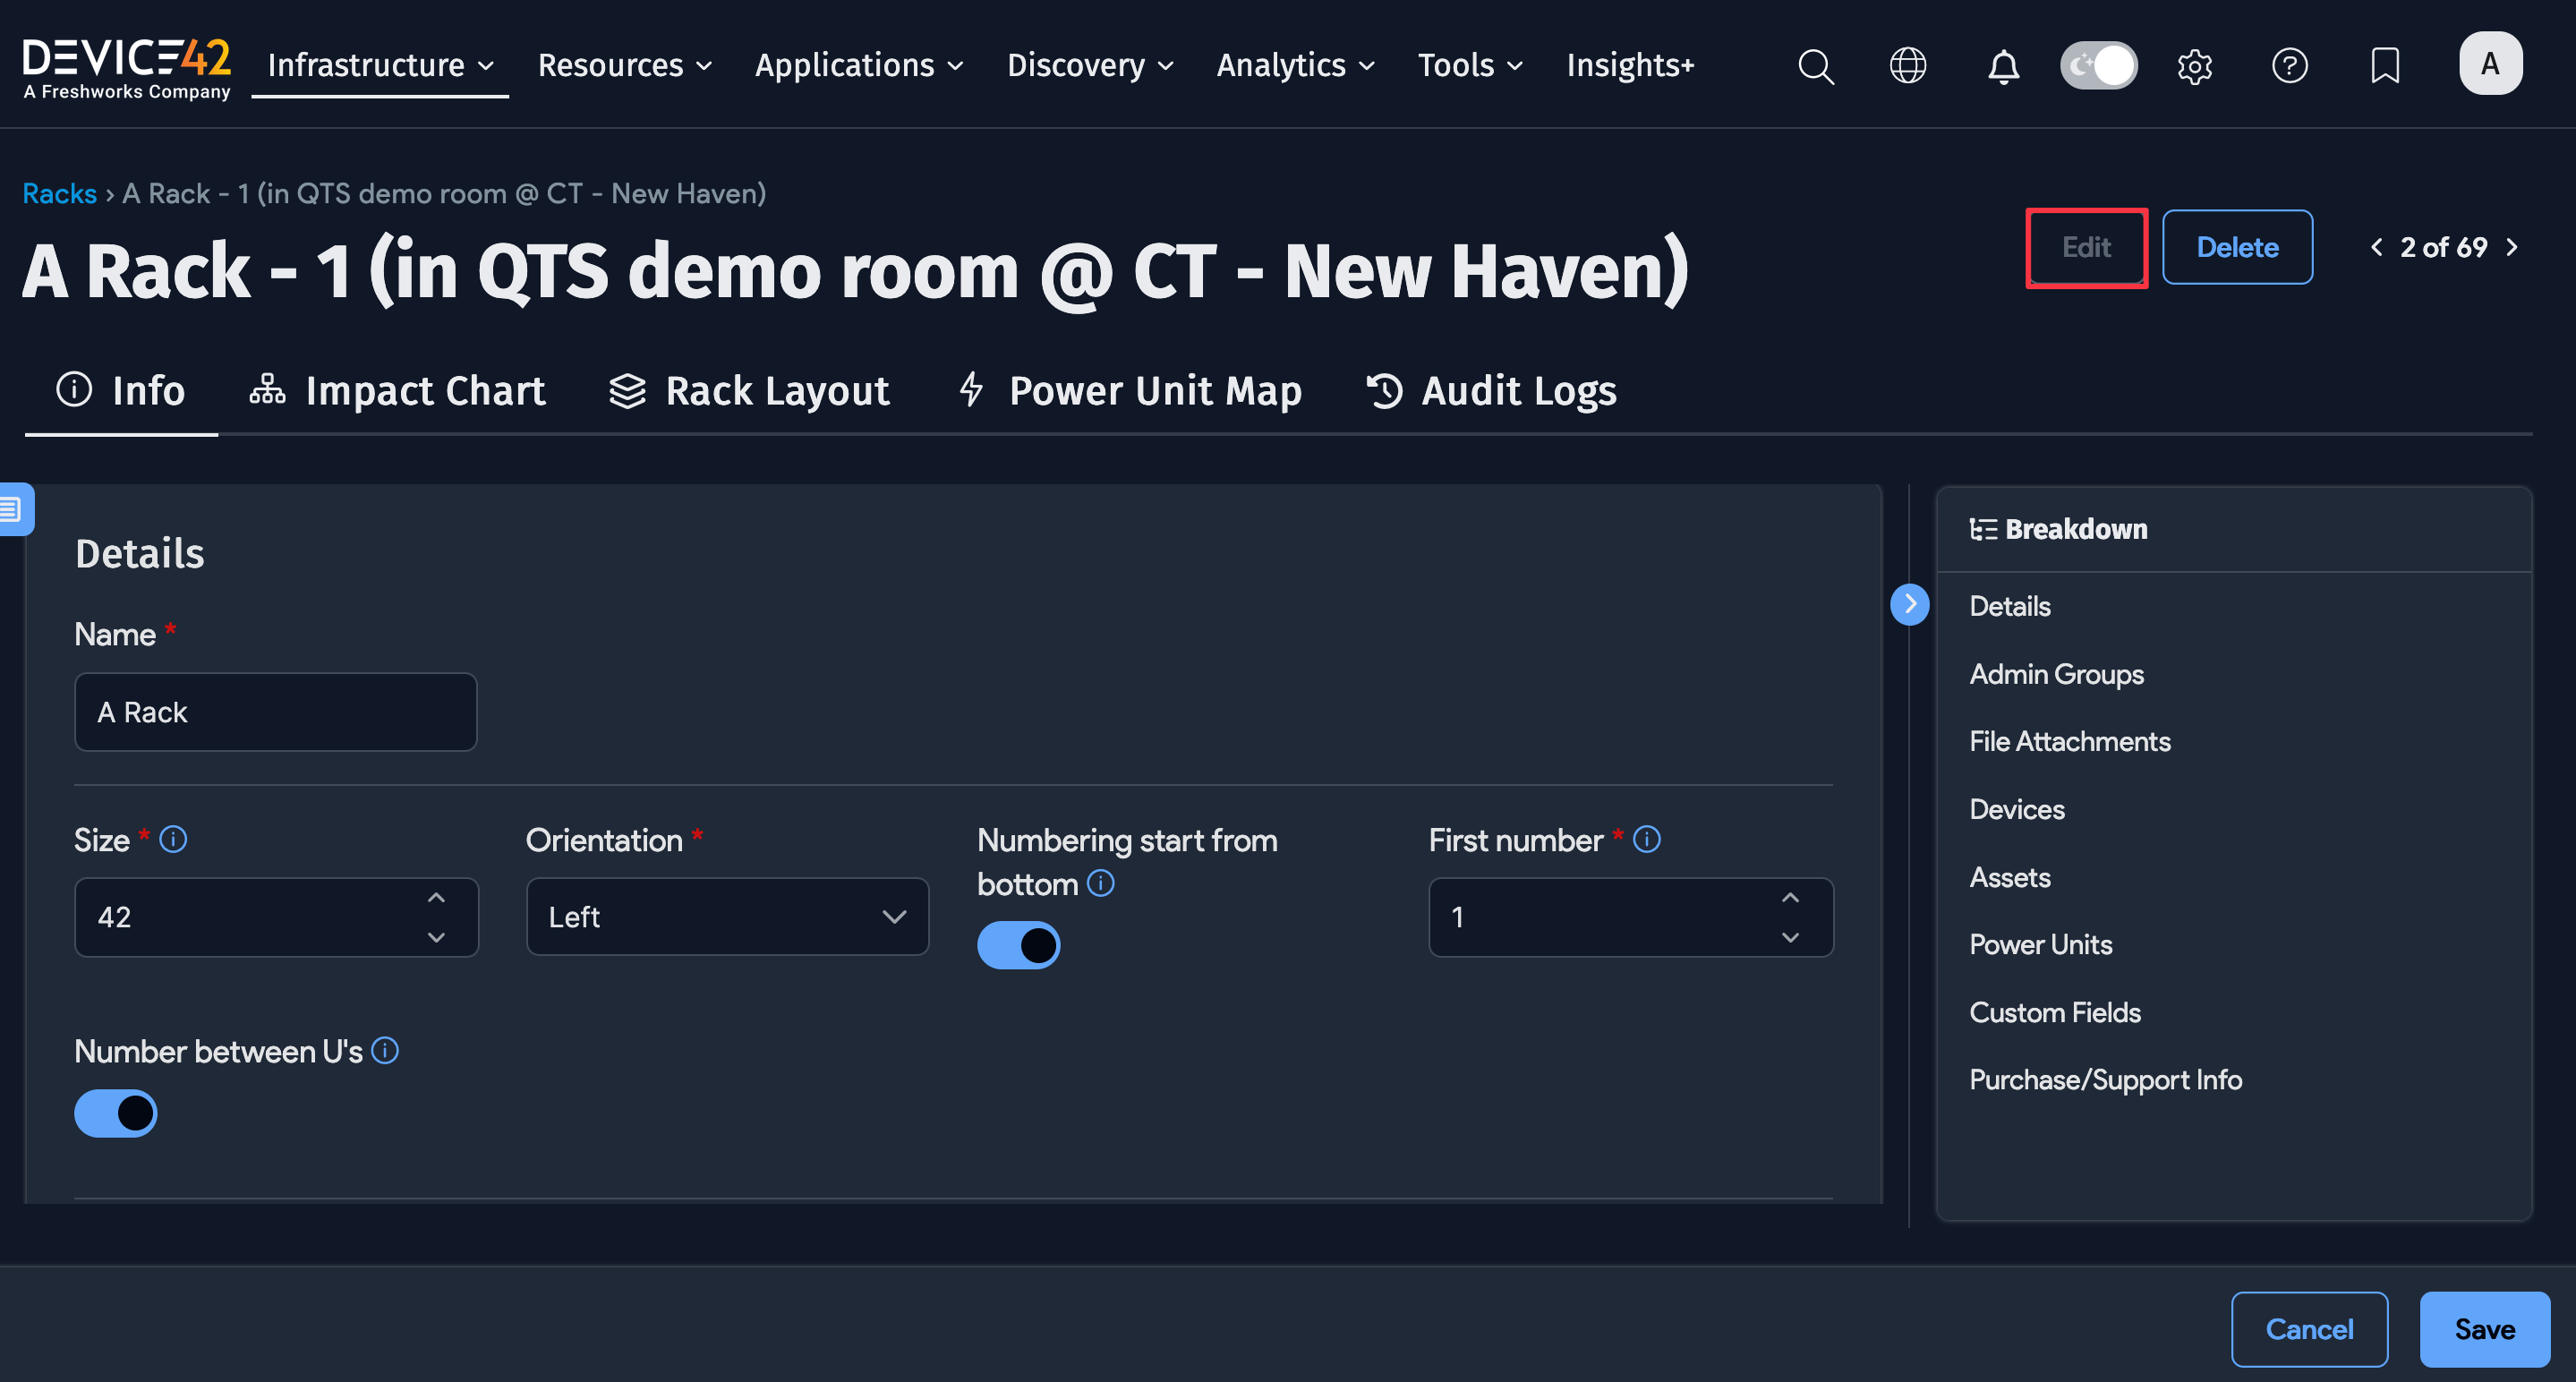 DEVICE42
A Freshworks Company
Infrastructure
Resources
Applications
Discovery
Analytics
Tools
Insights+
A
Racks › A Rack - 1 (in QTS demo room @ CT - New Haven)
A Rack - 1 (in QTS demo room @ CT - New Haven)
Edit
Delete
2 of 69
Info
Impact Chart
Rack Layout
Power Unit Map
Audit Logs
Details
Name *
A Rack
Size *
Orientation *
Numbering start from
bottom
First number *
42
Left
1
Number between U's
Breakdown
Details
Admin Groups
File Attachments
Devices
Assets
Power Units
Custom Fields
Purchase/Support Info
Cancel
Save